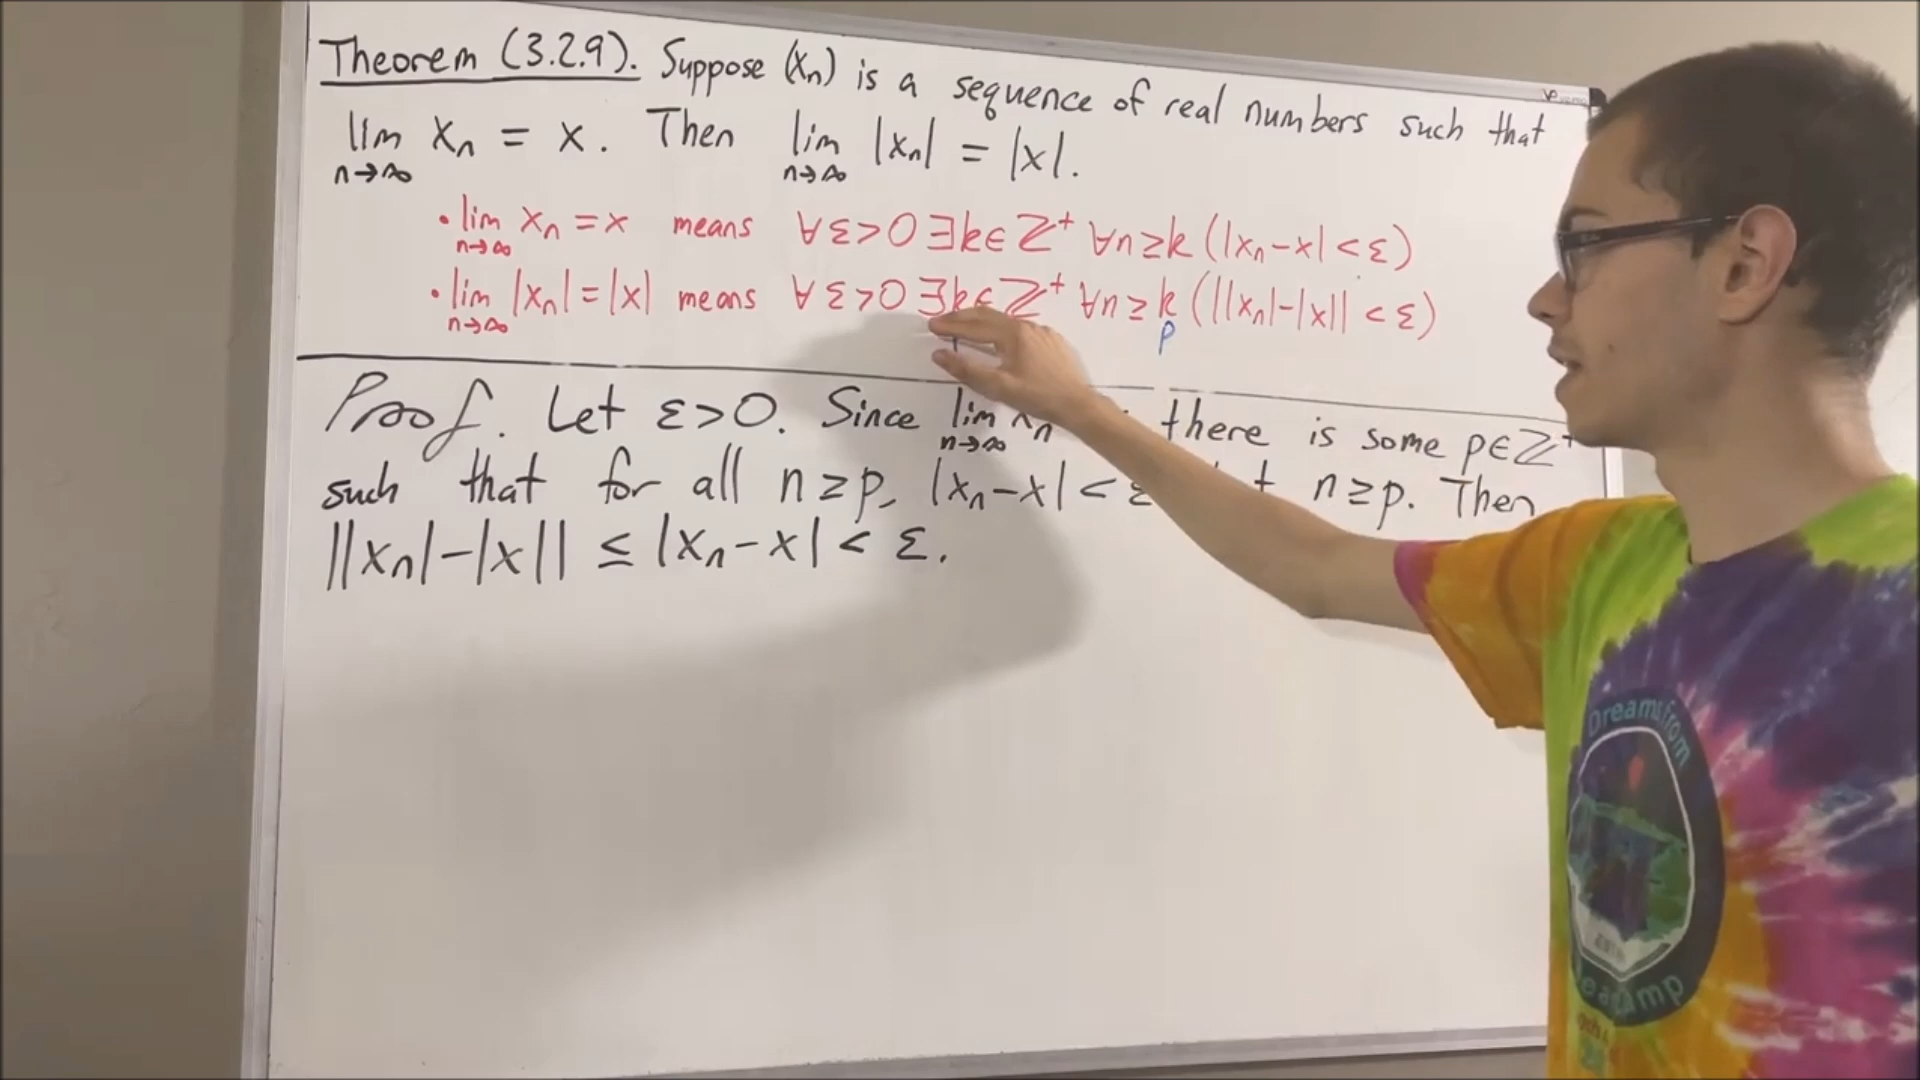 Theorem (3.2.9). Suppose (xₙ) is a sequence of real numbers such that
lim n→∞ xₙ = x. Then lim n→∞ |xₙ| = |x|.
• lim n→∞ xₙ = x means ∀ε>0 ∃k∈ℤ⁺ ∀n≥k (|xₙ-x|<ε)
• lim n→∞ |xₙ| = |x| means ∀ε>0 ∃k∈ℤ⁺ ∀n≥k (||xₙ|-|x||<ε)
p
Proof. Let ε>0. Since lim n→∞ xₙ there is some p∈ℤ⁺
such that for all n≥p, |xₙ-x|<ε n≥p. Then
||xₙ|-|x|| ≤ |xₙ-x| < ε.
Dreams from